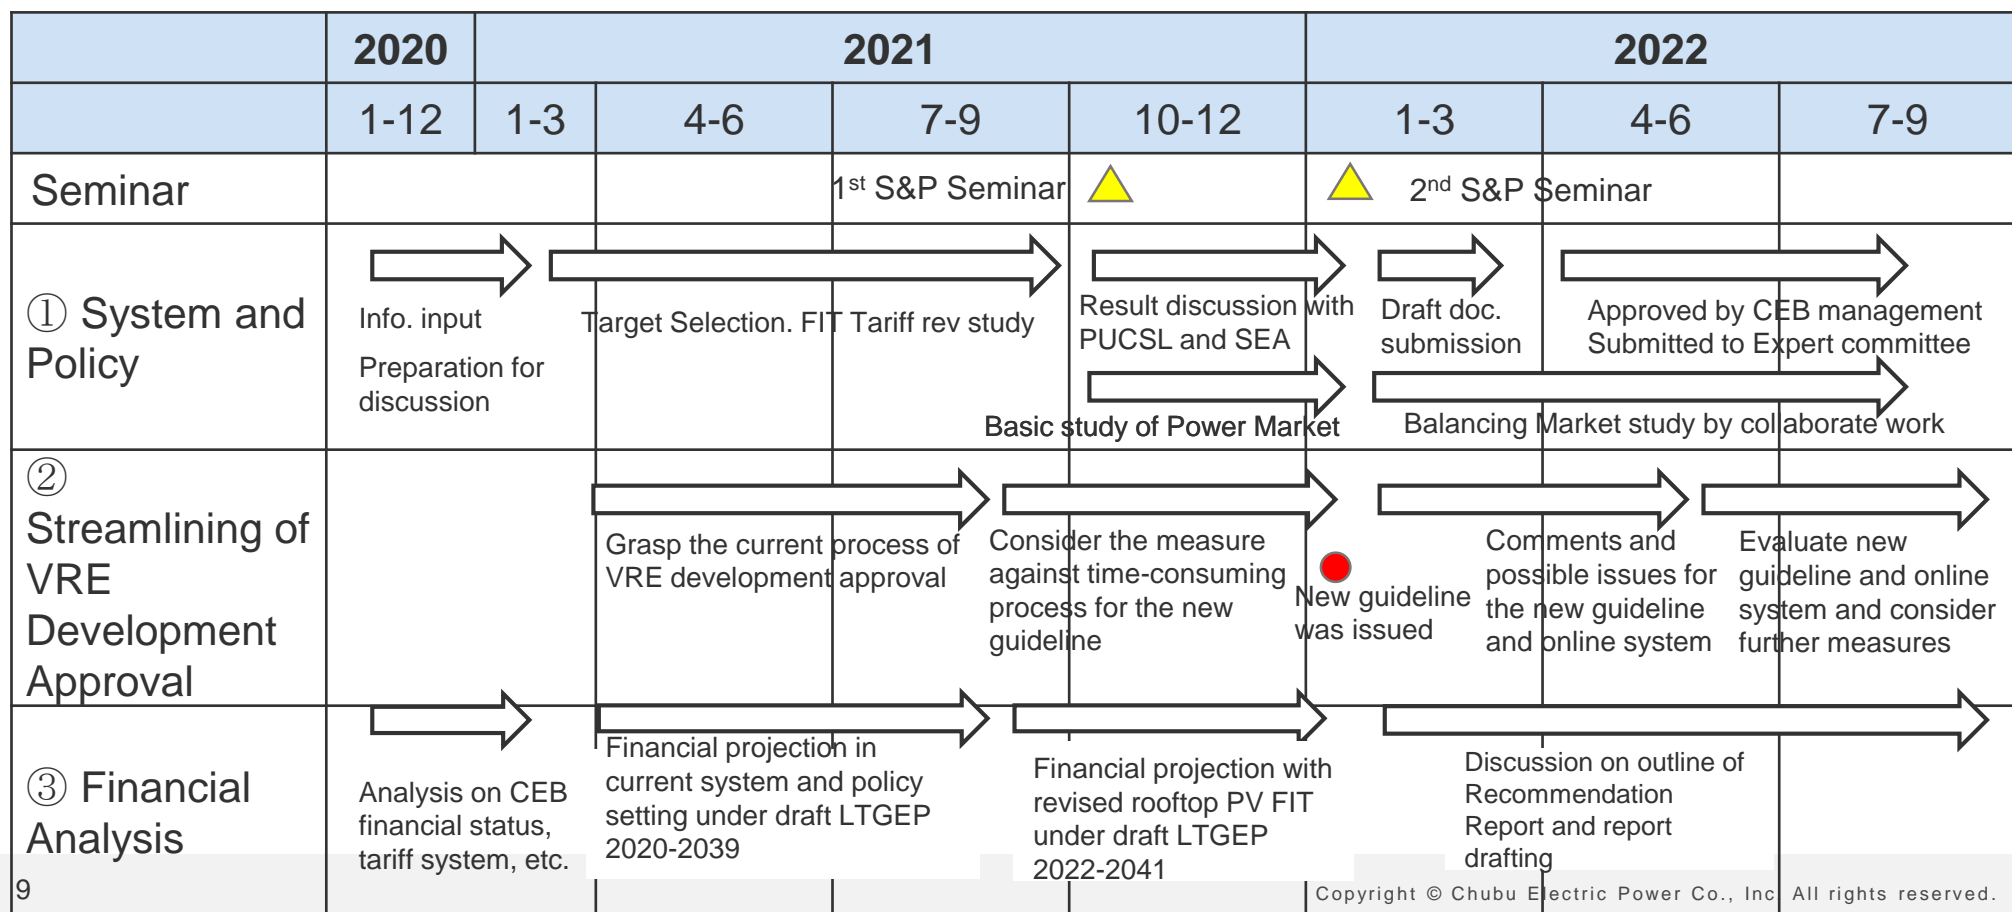 2020 2021 2022
1-12 1-3 4-6 7-9 10-12 1-3 4-6 7-9
Seminar
1st S&P Seminar
2nd S&P Seminar
① System and
Policy
Info. input
Preparation for
discussion
Target Selection. FIT Tariff rev study
Result discussion with
PUCSL and SEA
Draft doc.
submission
Approved by CEB management
Submitted to Expert committee
Basic study of Power Market
Balancing Market study by collaborate work
②
Streamlining of
VRE
Development
Approval
Grasp the current process of
VRE development approval
Consider the measure
against time-consuming
process for the new
guideline
New guideline
was issued
Comments and
possible issues for
the new guideline
and online system
Evaluate new
guideline and online
system and consider
further measures
③ Financial
Analysis
Analysis on CEB
financial status,
tariff system, etc.
Financial projection in
current system and policy
setting under draft LTGEP
2020-2039
Financial projection with
revised rooftop PV FIT
under draft LTGEP
2022-2041
Discussion on outline of
Recommendation
Report and report
drafting
9
Copyright © Chubu Electric Power Co., Inc. All rights reserved.